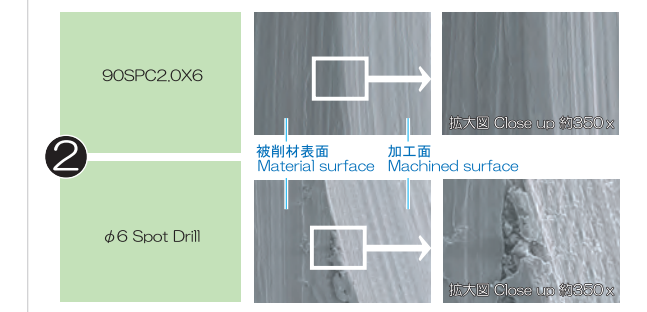 90SPC2.0X6
拡大図 Close up 約350x
2
被削材表面 加工面
Material surface Machined surface
φ6 Spot Drill
拡大図 Close up 約350x